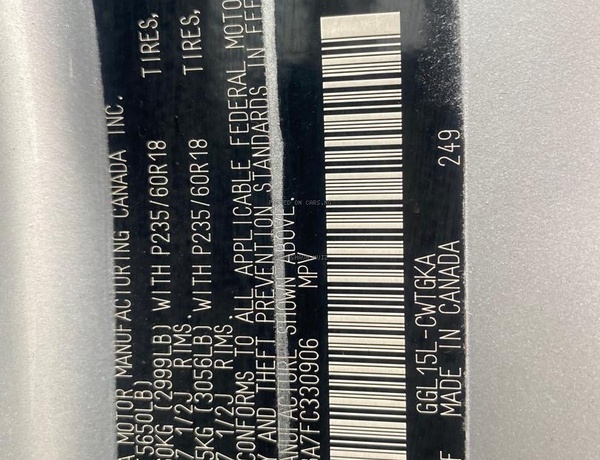 A MOTOR MANUFACTURING CANADA INC.
5650LB)
0KG (2999LB) WITH P235/60R18 TIRES,
7 1/2J RIMS.
5KG (3056LB) WITH P235/60R18 TIRES,
7 1/2J RIMS
CONFORMS TO ALL APPLICABLE FEDERAL MOTO
Y AND THEFT PREVENTION STANDARDS IN EFF
ANUFACTURE SHOWN ABOVE
A7FC330906 MPV
GGL15L-CWTGKA 249
F MADE IN CANADA